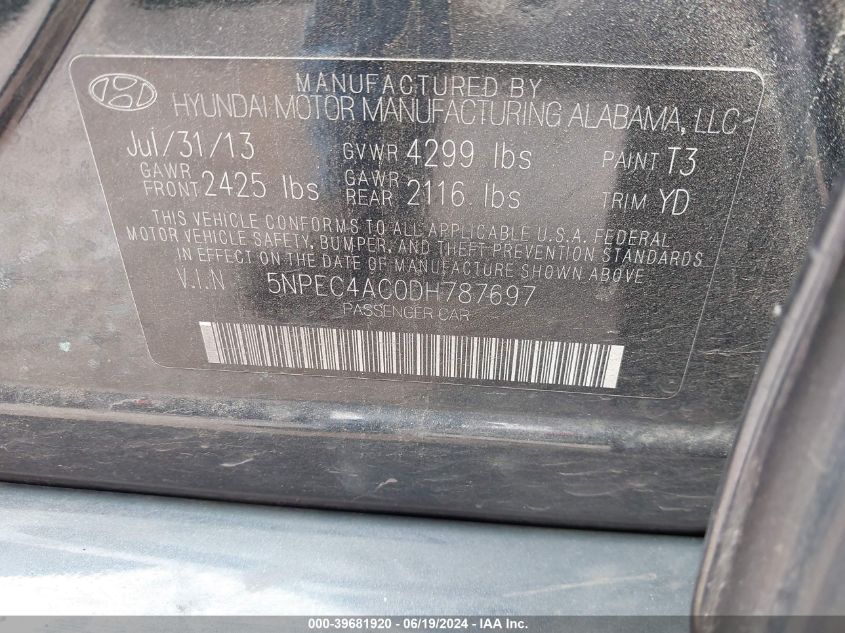 MANUFACTURED BY
HYUNDAI MOTOR MANUFACTURING ALABAMA, LLC
Jul/31/13 GVWR 4299 lbs PAINT T3
GAWR FRONT 2425 lbs GAWR REAR 2116 lbs TRIM YD
THIS VEHICLE CONFORMS TO ALL APPLICABLE U.S.A. FEDERAL
MOTOR VEHICLE SAFETY, BUMPER, AND THEFT PREVENTION STANDARDS
IN EFFECT ON THE DATE OF MANUFACTURE SHOWN ABOVE
V.I.N 5NPEC4AC0DH787697
PASSENGER CAR
000-39681920 - 06/19/2024 - IAA Inc.